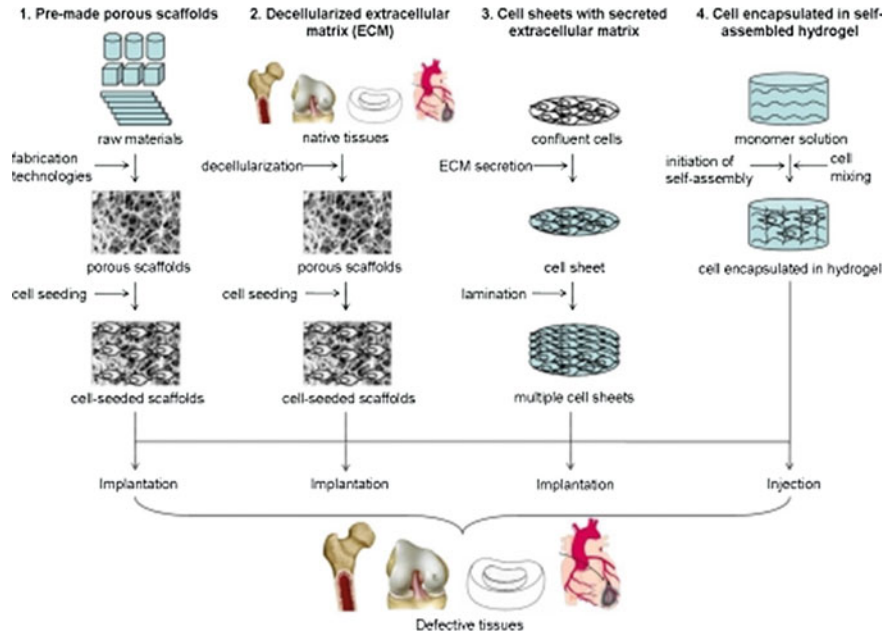 1. Pre-made porous scaffolds
2. Decellularized extracellular
matrix (ECM)
3. Cell sheets with secreted
extracellular matrix
4. Cell encapsulated in self-
assembled hydrogel
raw materials
native tissues
confluent cells
monomer solution
fabrication
technologies
decellularization
ECM secretion
initiation of
self-assembly
cell
mixing
porous scaffolds
porous scaffolds
cell sheet
cell encapsulated in hydrogel
cell seeding
cell seeding
lamination
cell-seeded scaffolds
cell-seeded scaffolds
multiple cell sheets
Implantation
Implantation
Implantation
Injection
Defective tissues